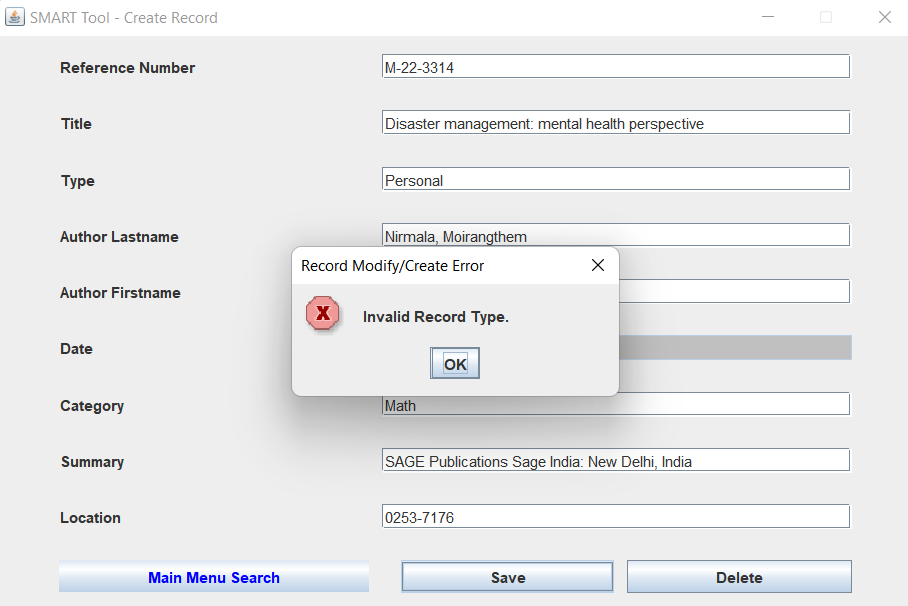 SMART Tool - Create Record
Reference Number M-22-3314
Title Disaster management: mental health perspective
Type Personal
Author Lastname Nirmala, Moirangthem
Record Modify/Create Error
Author Firstname
Invalid Record Type.
Date
OK
Category Math
Summary SAGE Publications Sage India: New Delhi, India
Location 0253-7176
Main Menu Search Save Delete